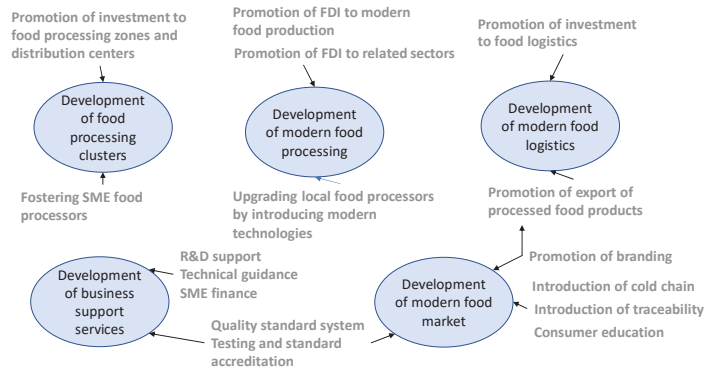 Promotion of investment to
food processing zones and
distribution centers
Promotion of FDI to modern
food production
Promotion of FDI to related sectors
Promotion of investment
to food logistics
Development
of food
processing
clusters
Development
of modern food
processing
Development
of modern food
logistics
Fostering SME food
processors
Upgrading local food processors
by introducing modern
technologies
Promotion of export of
processed food products
R&D support
Technical guidance
SME finance
Development
of business
support
services
Quality standard system
Testing and standard
accreditation
Development
of modern food
market
Promotion of branding
Introduction of cold chain
Introduction of traceability
Consumer education